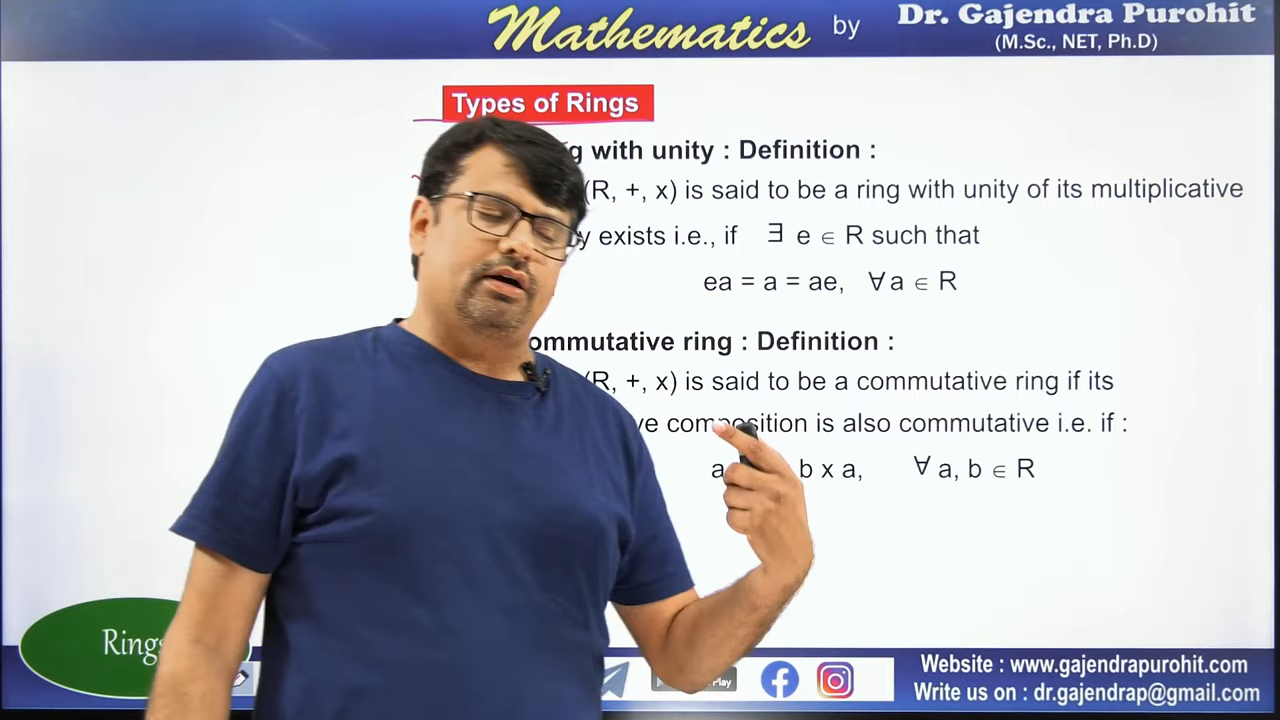 Mathematics by Dr. Gajendra Purohit
(M.Sc., NET, Ph.D)
Types of Rings
with unity : Definition :
(R, +, x) is said to be a ring with unity of its multiplicative
exists i.e., if ∃ e ∈ R such that
ea = a = ae, ∀ a ∈ R
ommutative ring : Definition :
(R, +, x) is said to be a commutative ring if its
composition is also commutative i.e. if :
a b x a, ∀ a, b ∈ R
Rings
Play
Website : www.gajendrapurohit.com
Write us on : dr.gajendrap@gmail.com